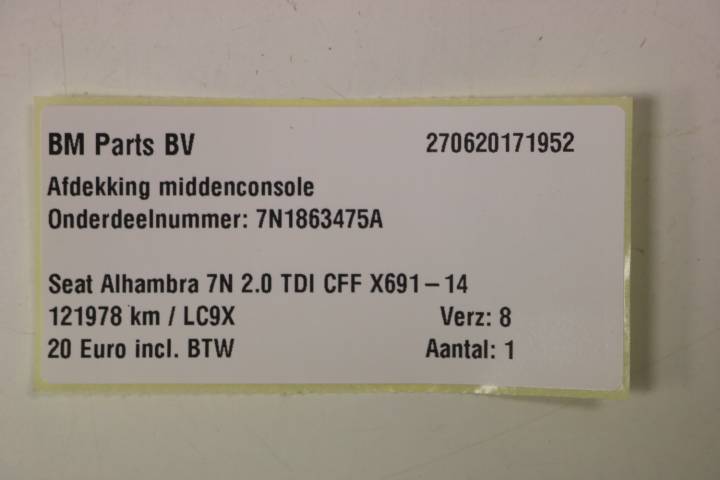 BM Parts BV 270620171952
Afdekking middenconsole
Onderdeelnummer: 7N1863475A
Seat Alhambra 7N 2.0 TDI CFF X691-14
121978 km / LC9X Verz: 8
20 Euro incl. BTW Aantal: 1